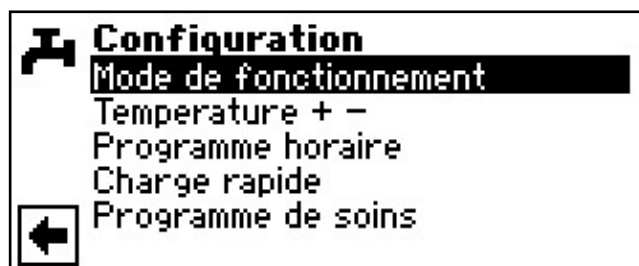 Configuration
Mode de fonctionnement
Temperature + -
Programme horaire
Charge rapide
Programme de soins